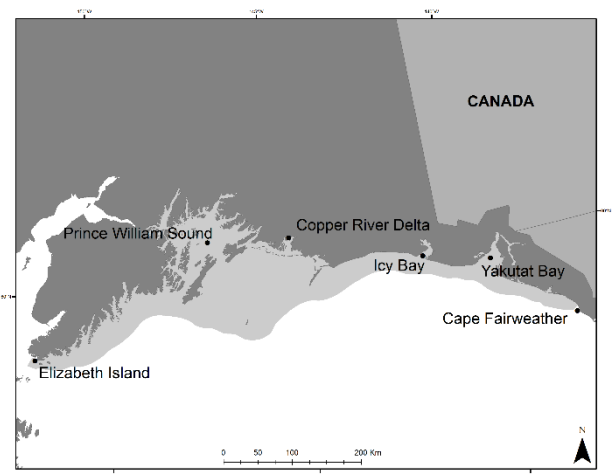 CANADA
Prince William Sound
Copper River Delta
Icy Bay
Yakutat Bay
Cape Fairweather
Elizabeth Island
N
0 50 100 200 Km